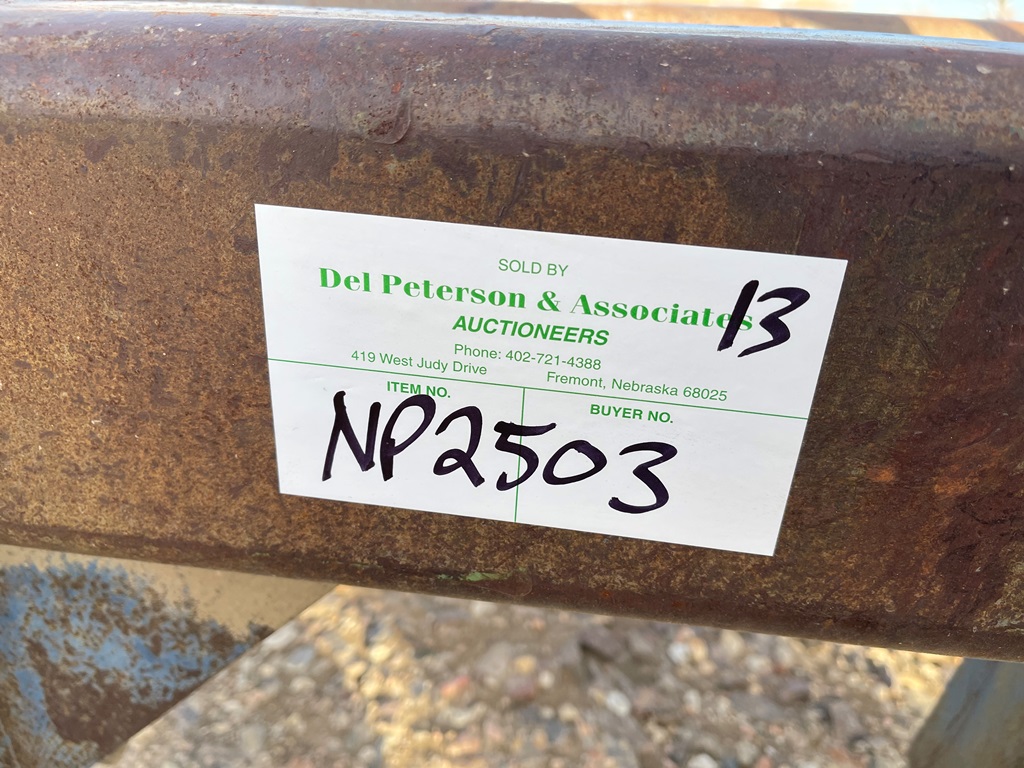 SOLD BY
Del Peterson & Associates
13
AUCTIONEERS
Phone: 402-721-4388
419 West Judy Drive Fremont, Nebraska 68025
ITEM NO. BUYER NO.
NP2503